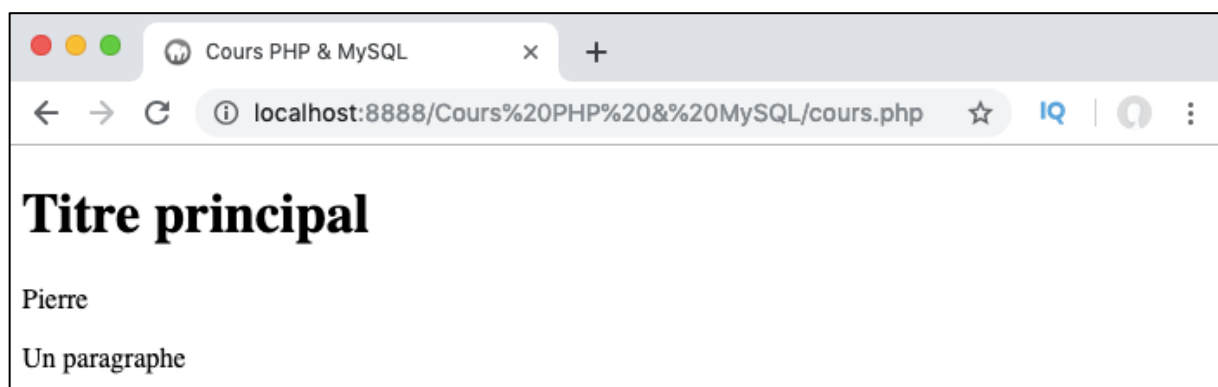 Cours PHP & MySQL
localhost:8888/Cours%20PHP%20&%20MySQL/cours.php
IQ
Titre principal
Pierre
Un paragraphe